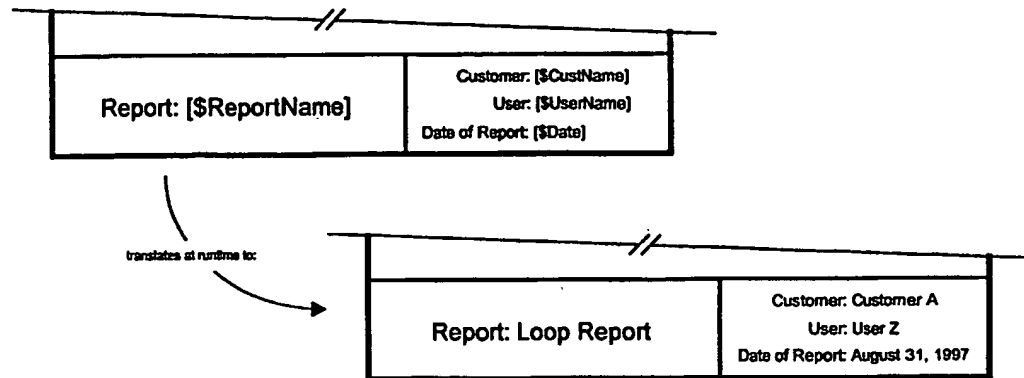 Report: [$ReportName]
Customer: [$CustName]
User: [$UserName]
Date of Report: [$Date]
translates at runtime to:
Report: Loop Report
Customer: Customer A
User: User Z
Date of Report: August 31, 1997